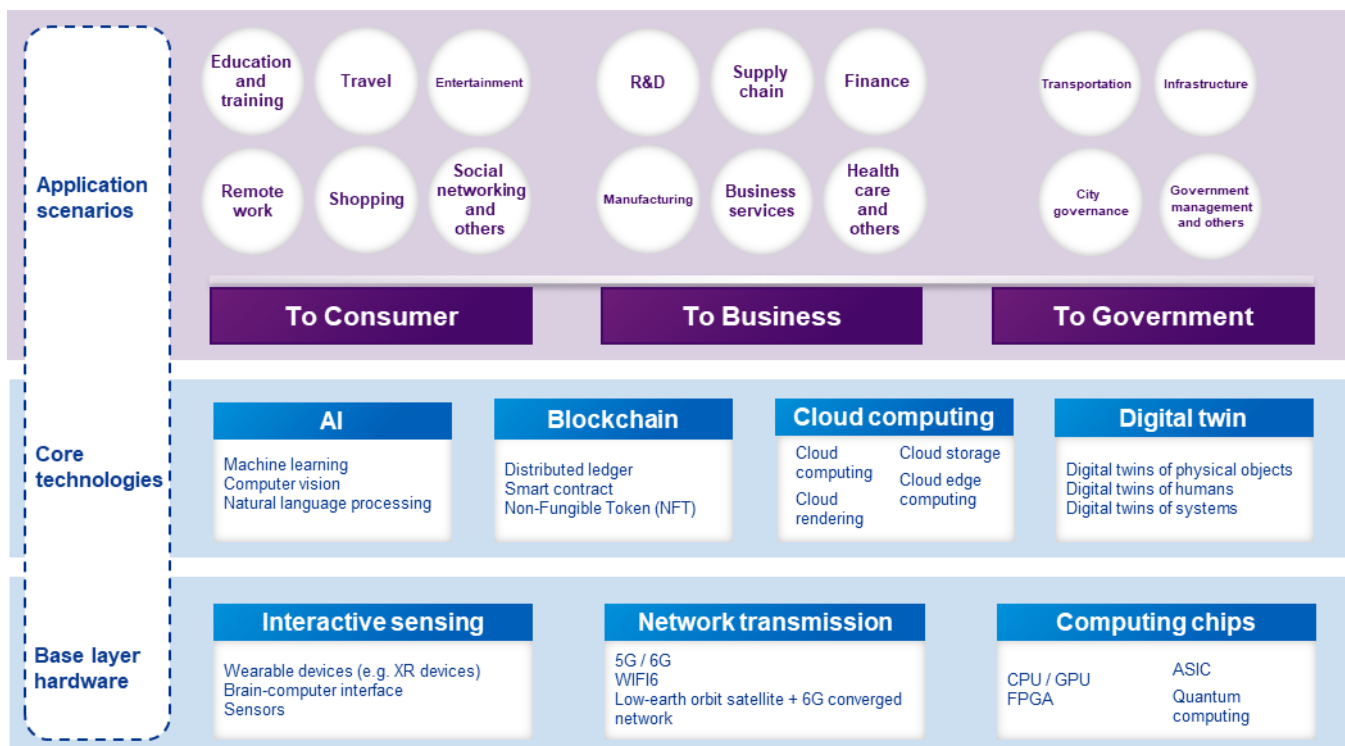 Application
scenarios
Education
and
training
Travel
Entertainment
Remote
work
Shopping
Social
networking
and
others
To Consumer
R&D
Supply
chain
Finance
Manufacturing
Business
services
Health
care
and
others
To Business
Transportation
Infrastructure
City
governance
Government
management
and others
To Government
Core
technologies
AI
Machine learning
Computer vision
Natural language processing
Blockchain
Distributed ledger
Smart contract
Non-Fungible Token (NFT)
Cloud computing
Cloud
computing
Cloud
rendering
Cloud storage
Cloud edge
computing
Digital twin
Digital twins of physical objects
Digital twins of humans
Digital twins of systems
Base layer
hardware
Interactive sensing
Wearable devices (e.g. XR devices)
Brain-computer interface
Sensors
Network transmission
5G / 6G
WIFI6
Low-earth orbit satellite + 6G converged
network
Computing chips
CPU / GPU
FPGA
ASIC
Quantum
computing